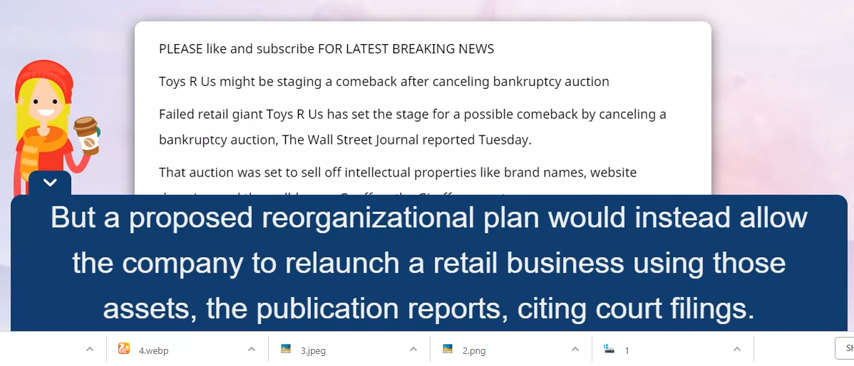 PLEASE like and subscribe FOR LATEST BREAKING NEWS
Toys R Us might be staging a comeback after canceling bankruptcy auction
Failed retail giant Toys R Us has set the stage for a possible comeback by canceling a
bankruptcy auction, The Wall Street Journal reported Tuesday.
That auction was set to sell off intellectual properties like brand names, website
But a proposed reorganizational plan would instead allow
the company to relaunch a retail business using those
assets, the publication reports, citing court filings.
4.webp
3.jpeg
2.png
1